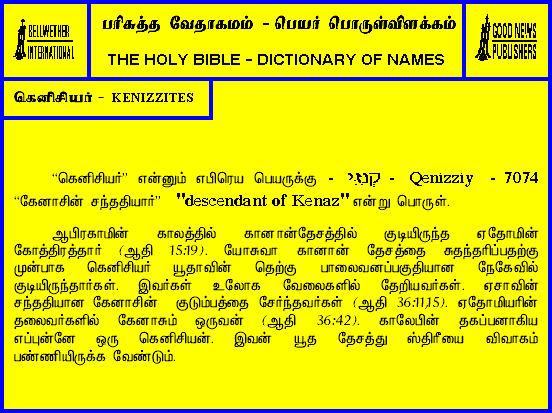 BELLWETHER
INTERNATIONAL
பரிசுத்த வேதாகமம் - பெயர் பொருள்விளக்கம்
THE HOLY BIBLE - DICTIONARY OF NAMES
GOOD NEWS
PUBLISHERS
கெனிசியர் - KENIZZITES
“கெனிசியர்” என்னும் எபிரெய பெயருக்கு - קְנִזִּי - Qenizziy - 7074
“கேனாசின் சந்ததியார்” "descendant of Kenaz" என்று பொருள்.
ஆபிரகாமின் காலத்தில் கானான்தேசத்தில் குடியிருந்த ஏதோமின்
கோத்திரத்தார் (ஆதி 15:19). யோசுவா கானான் தேசத்தை சுதந்தரிப்பதற்கு
முன்பாக கெனிசியர் யூதாவின் தெற்கு பாலைவனப்பகுதியான நேகேவில்
குடியிருந்தார்கள். இவர்கள் உலோக வேலைகளில் தேறியவர்கள். ஏசாவின்
சந்ததியான கேனாசின் குடும்பத்தை சேர்ந்தவர்கள் (ஆதி 36:11,15). ஏதோமியரின்
தலைவர்களில் கேனாசும் ஒருவன் (ஆதி 36:42). காலேபின் தகப்பனாகிய
எப்புன்னே ஒரு கெனிசியன். இவன் யூத தேசத்து ஸ்திரீயை விவாகம்
பண்ணியிருக்க வேண்டும்.